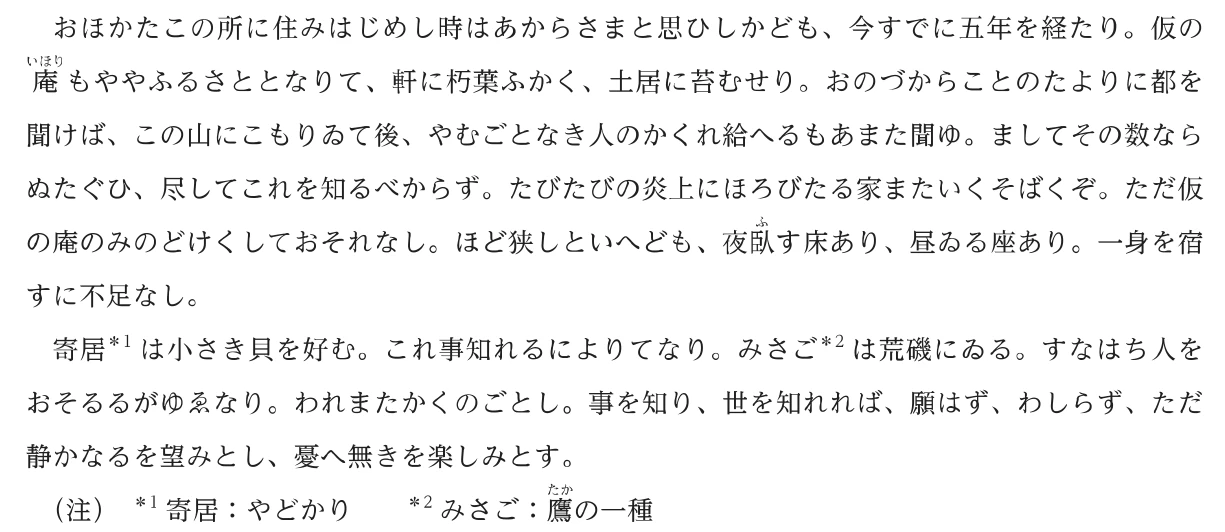 おほかたこの所に住みはじめし時はあからさまと思ひしかども、今すでに五年を経たり。仮の
庵いほりもややふるさととなりて、軒に朽葉ふかく、土居に苔むせり。おのづからことのたよりに都を
聞けば、この山にこもりゐて後、やむごとなき人のかくれ給へるもあまた聞ゆ。ましてその数なら
ぬたぐひ、尽してこれを知るべからず。たびたびの炎上にほろびたる家またいくそばくぞ。ただ仮
の庵のみのどけくしておそれなし。ほど狭しといへども、夜臥ふす床あり、昼ゐる座あり。一身を宿
すに不足なし。
寄居*1は小さき貝を好む。これ事知れるによりてなり。みさご*2は荒磯にゐる。すなはち人を
おそるるがゆゑなり。われまたかくのごとし。事を知り、世を知れれば、願はず、わしらず、ただ
静かなるを望みとし、憂へ無きを楽しみとす。
(注) *1寄居：やどかり *2みさご：鷹たかの一種